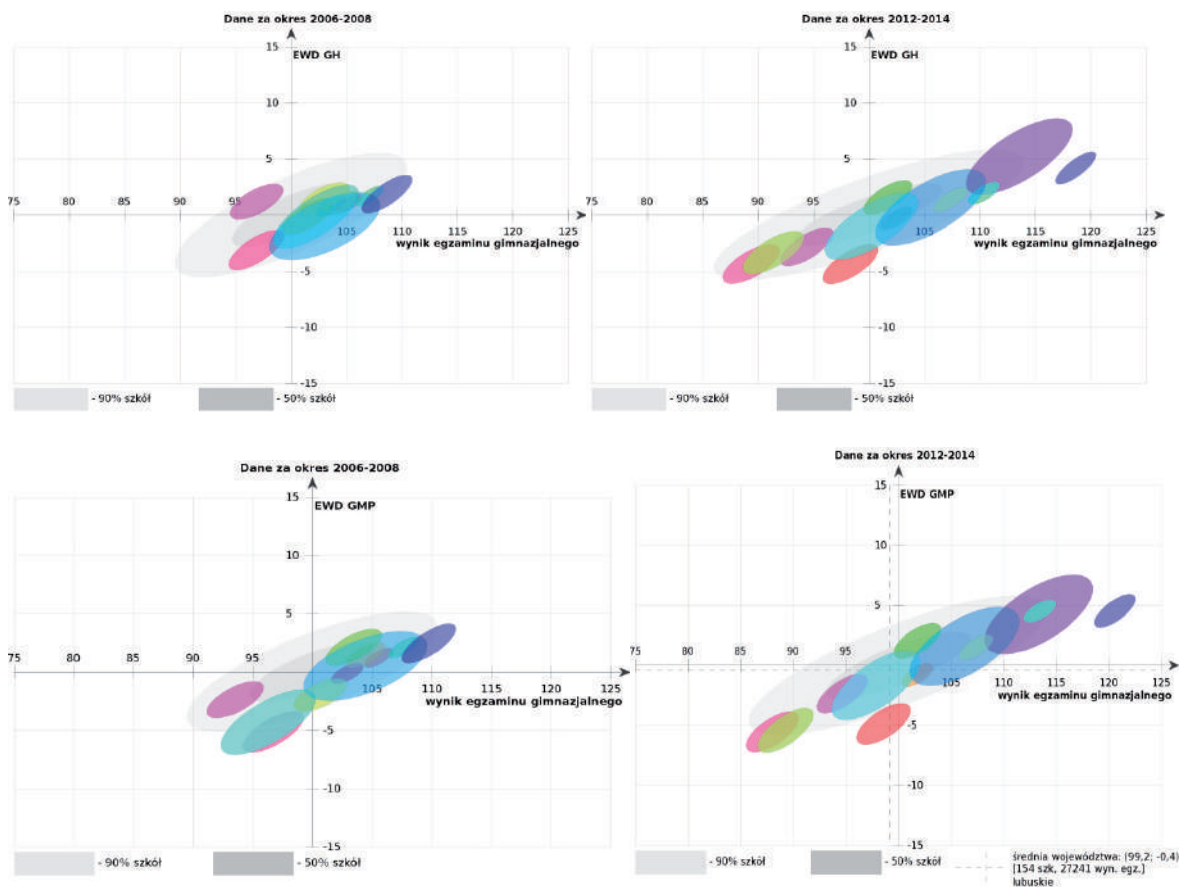 Dane za okres 2006-2008
15
EWD GH
10
5
75 80 85 90 95 105 110 115 120 125
wynik egzaminu gimnazjalnego
-5
-10
-15
- 90% szkół - 50% szkół
Dane za okres 2012-2014
15
EWD GH
10
5
75 80 85 90 95 105 110 115 120 125
wynik egzaminu gimnazjalnego
-5
-10
-15
- 90% szkół - 50% szkół
Dane za okres 2006-2008
15
EWD GMP
10
5
75 80 85 90 95 105 110 115 120 125
wynik egzaminu gimnazjalnego
-5
-10
-15
- 90% szkół - 50% szkół
Dane za okres 2012-2014
15
EWD GMP
10
5
75 80 85 90 95 105 110 115 120 125
wynik egzaminu gimnazjalnego
-5
-10
-15
- 90% szkół - 50% szkół
średnia województwa: (99,2; -0,4)
[154 szk, 27241 wyn. egz.]
lubuskie